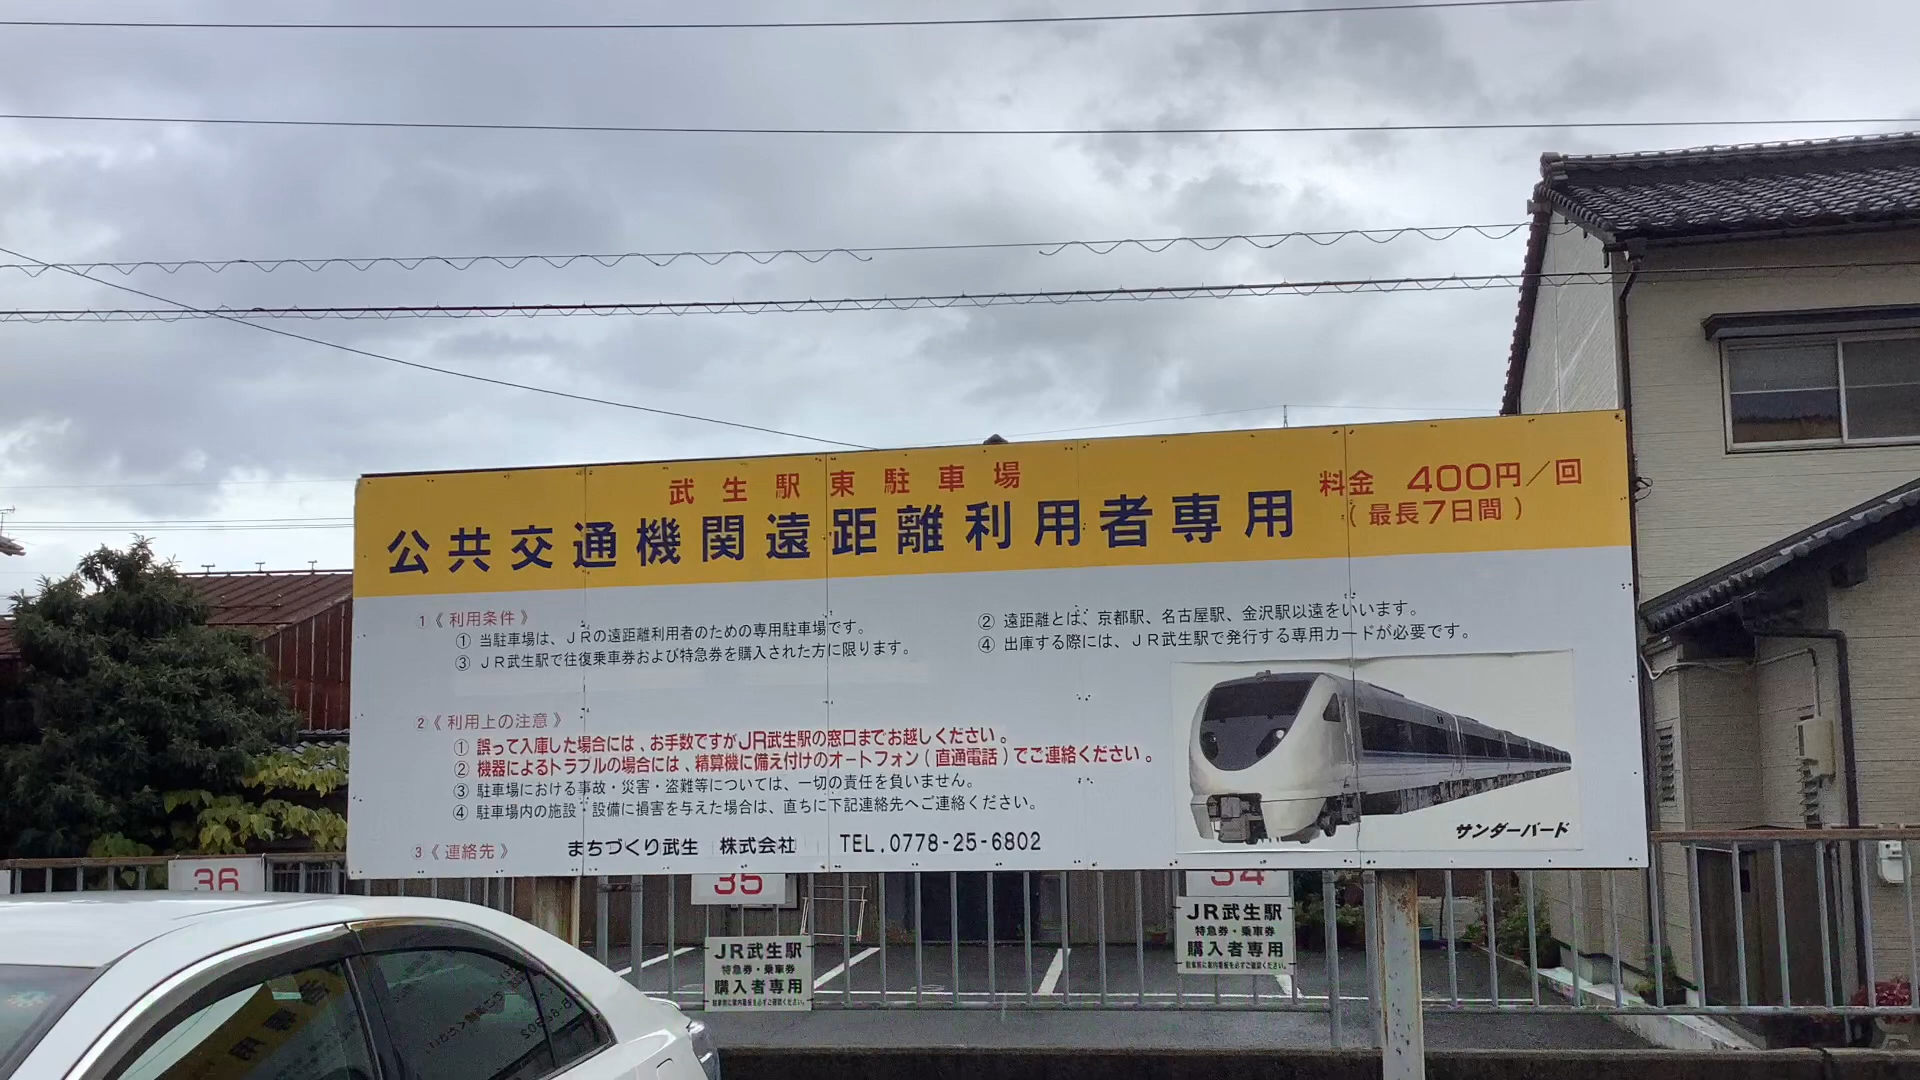 武生駅東駐車場
公共交通機関遠距離利用者専用
料金 400円／回
(最長7日間)
1《利用条件》
① 当駐車場は、JRの遠距離利用者のための専用駐車場です。
② 遠距離とは、京都駅、名古屋駅、金沢駅以遠をいいます。
③ JR武生駅で往復乗車券および特急券を購入された方に限ります。
④ 出庫する際には、JR武生駅で発行する専用カードが必要です。
2《利用上の注意》
① 誤って入庫した場合には、お手数ですがJR武生駅の窓口までお越しください。
② 機器によるトラブルの場合には、精算機に備え付けのオートフォン(直通電話)でご連絡ください。
③ 駐車場における事故・災害・盗難等については、一切の責任を負いません。
④ 駐車場内の施設・設備に損害を与えた場合は、直ちに下記連絡先へご連絡ください。
3《連絡先》 まちづくり武生 株式会社 TEL.0778-25-6802
サンダーバード
36
35
34
JR武生駅
特急券・乗車券
購入者専用
JR武生駅
特急券・乗車券
購入者専用